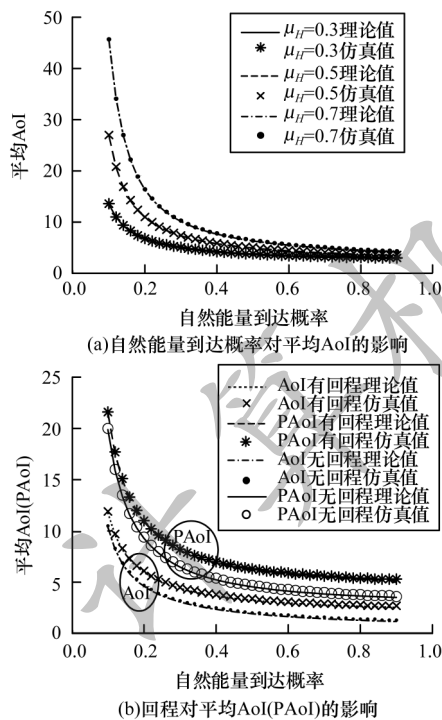 50
40
30
20
10
0
平均AoI
μH=0.3理论值
μH=0.3仿真值
μH=0.5理论值
μH=0.5仿真值
μH=0.7理论值
μH=0.7仿真值
0.0 0.2 0.4 0.6 0.8 1.0
自然能量到达概率
(a)自然能量到达概率对平均AoI的影响
25
20
15
10
5
0
平均AoI(PAoI)
AoI有回程理论值
AoI有回程仿真值
PAoI有回程理论值
PAoI有回程仿真值
AoI无回程理论值
AoI无回程仿真值
PAoI无回程理论值
PAoI无回程仿真值
PAoI
AoI
0.0 0.2 0.4 0.6 0.8 1.0
自然能量到达概率
(b)回程对平均AoI(PAoI)的影响
计算机